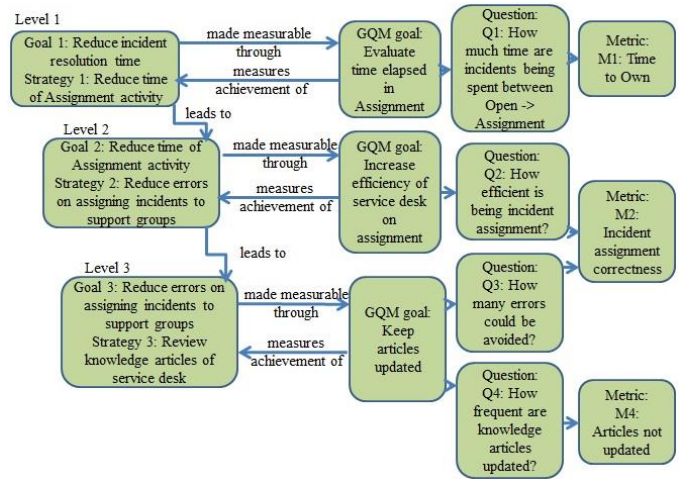 Level 1
Goal 1: Reduce incident
resolution time
Strategy 1: Reduce time
of Assignment activity
made measurable
through
measures
achievement of
GQM goal:
Evaluate
time elapsed
in
Assignment
Question:
Q1: How
much time are
incidents being
spent between
Open ->
Assignment
Metric:
M1: Time
to Own
leads to
Level 2
Goal 2: Reduce time of
Assignment activity
Strategy 2: Reduce errors
on assigning incidents to
support groups
made measurable
through
measures
achievement of
GQM goal:
Increase
efficiency of
service desk
on
assignment
Question:
Q2: How
efficient is
being incident
assignment?
Metric:
M2:
Incident
assignment
correctness
leads to
Level 3
Goal 3: Reduce errors on
assigning incidents to
support groups
Strategy 3: Review
knowledge articles of
service desk
made measurable
through
measures
achievement of
GQM goal:
Keep
articles
updated
Question:
Q3: How
many errors
could be
avoided?
Question:
Q4: How
frequent are
knowledge
articles
updated?
Metric:
M4:
Articles not
updated